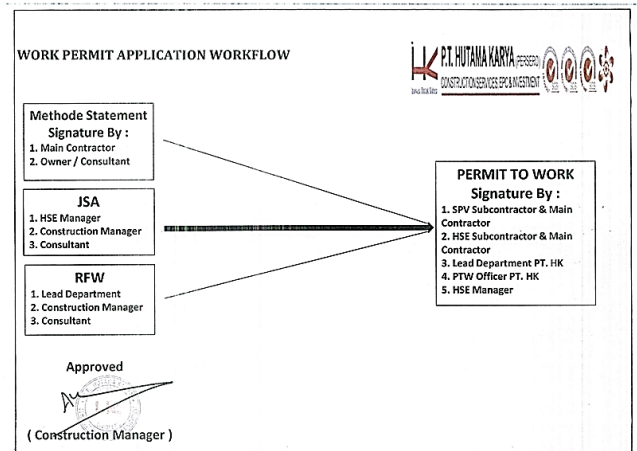 WORK PERMIT APPLICATION WORKFLOW
P.T. HUTAMA KARYA (PERSERO)
CONSTRUCTION SERVICES, EPC & INVESTMENT
Methode Statement
Signature By :
1. Main Contractor
2. Owner / Consultant
JSA
1. HSE Manager
2. Construction Manager
3. Consultant
RFW
1. Lead Department
2. Construction Manager
3. Consultant
PERMIT TO WORK
Signature By :
1. SPV Subcontractor & Main
Contractor
2. HSE Subcontractor & Main
Contractor
3. Lead Department PT. HK
4. PTW Officer PT. HK
5. HSE Manager
Approved
( Construction Manager )